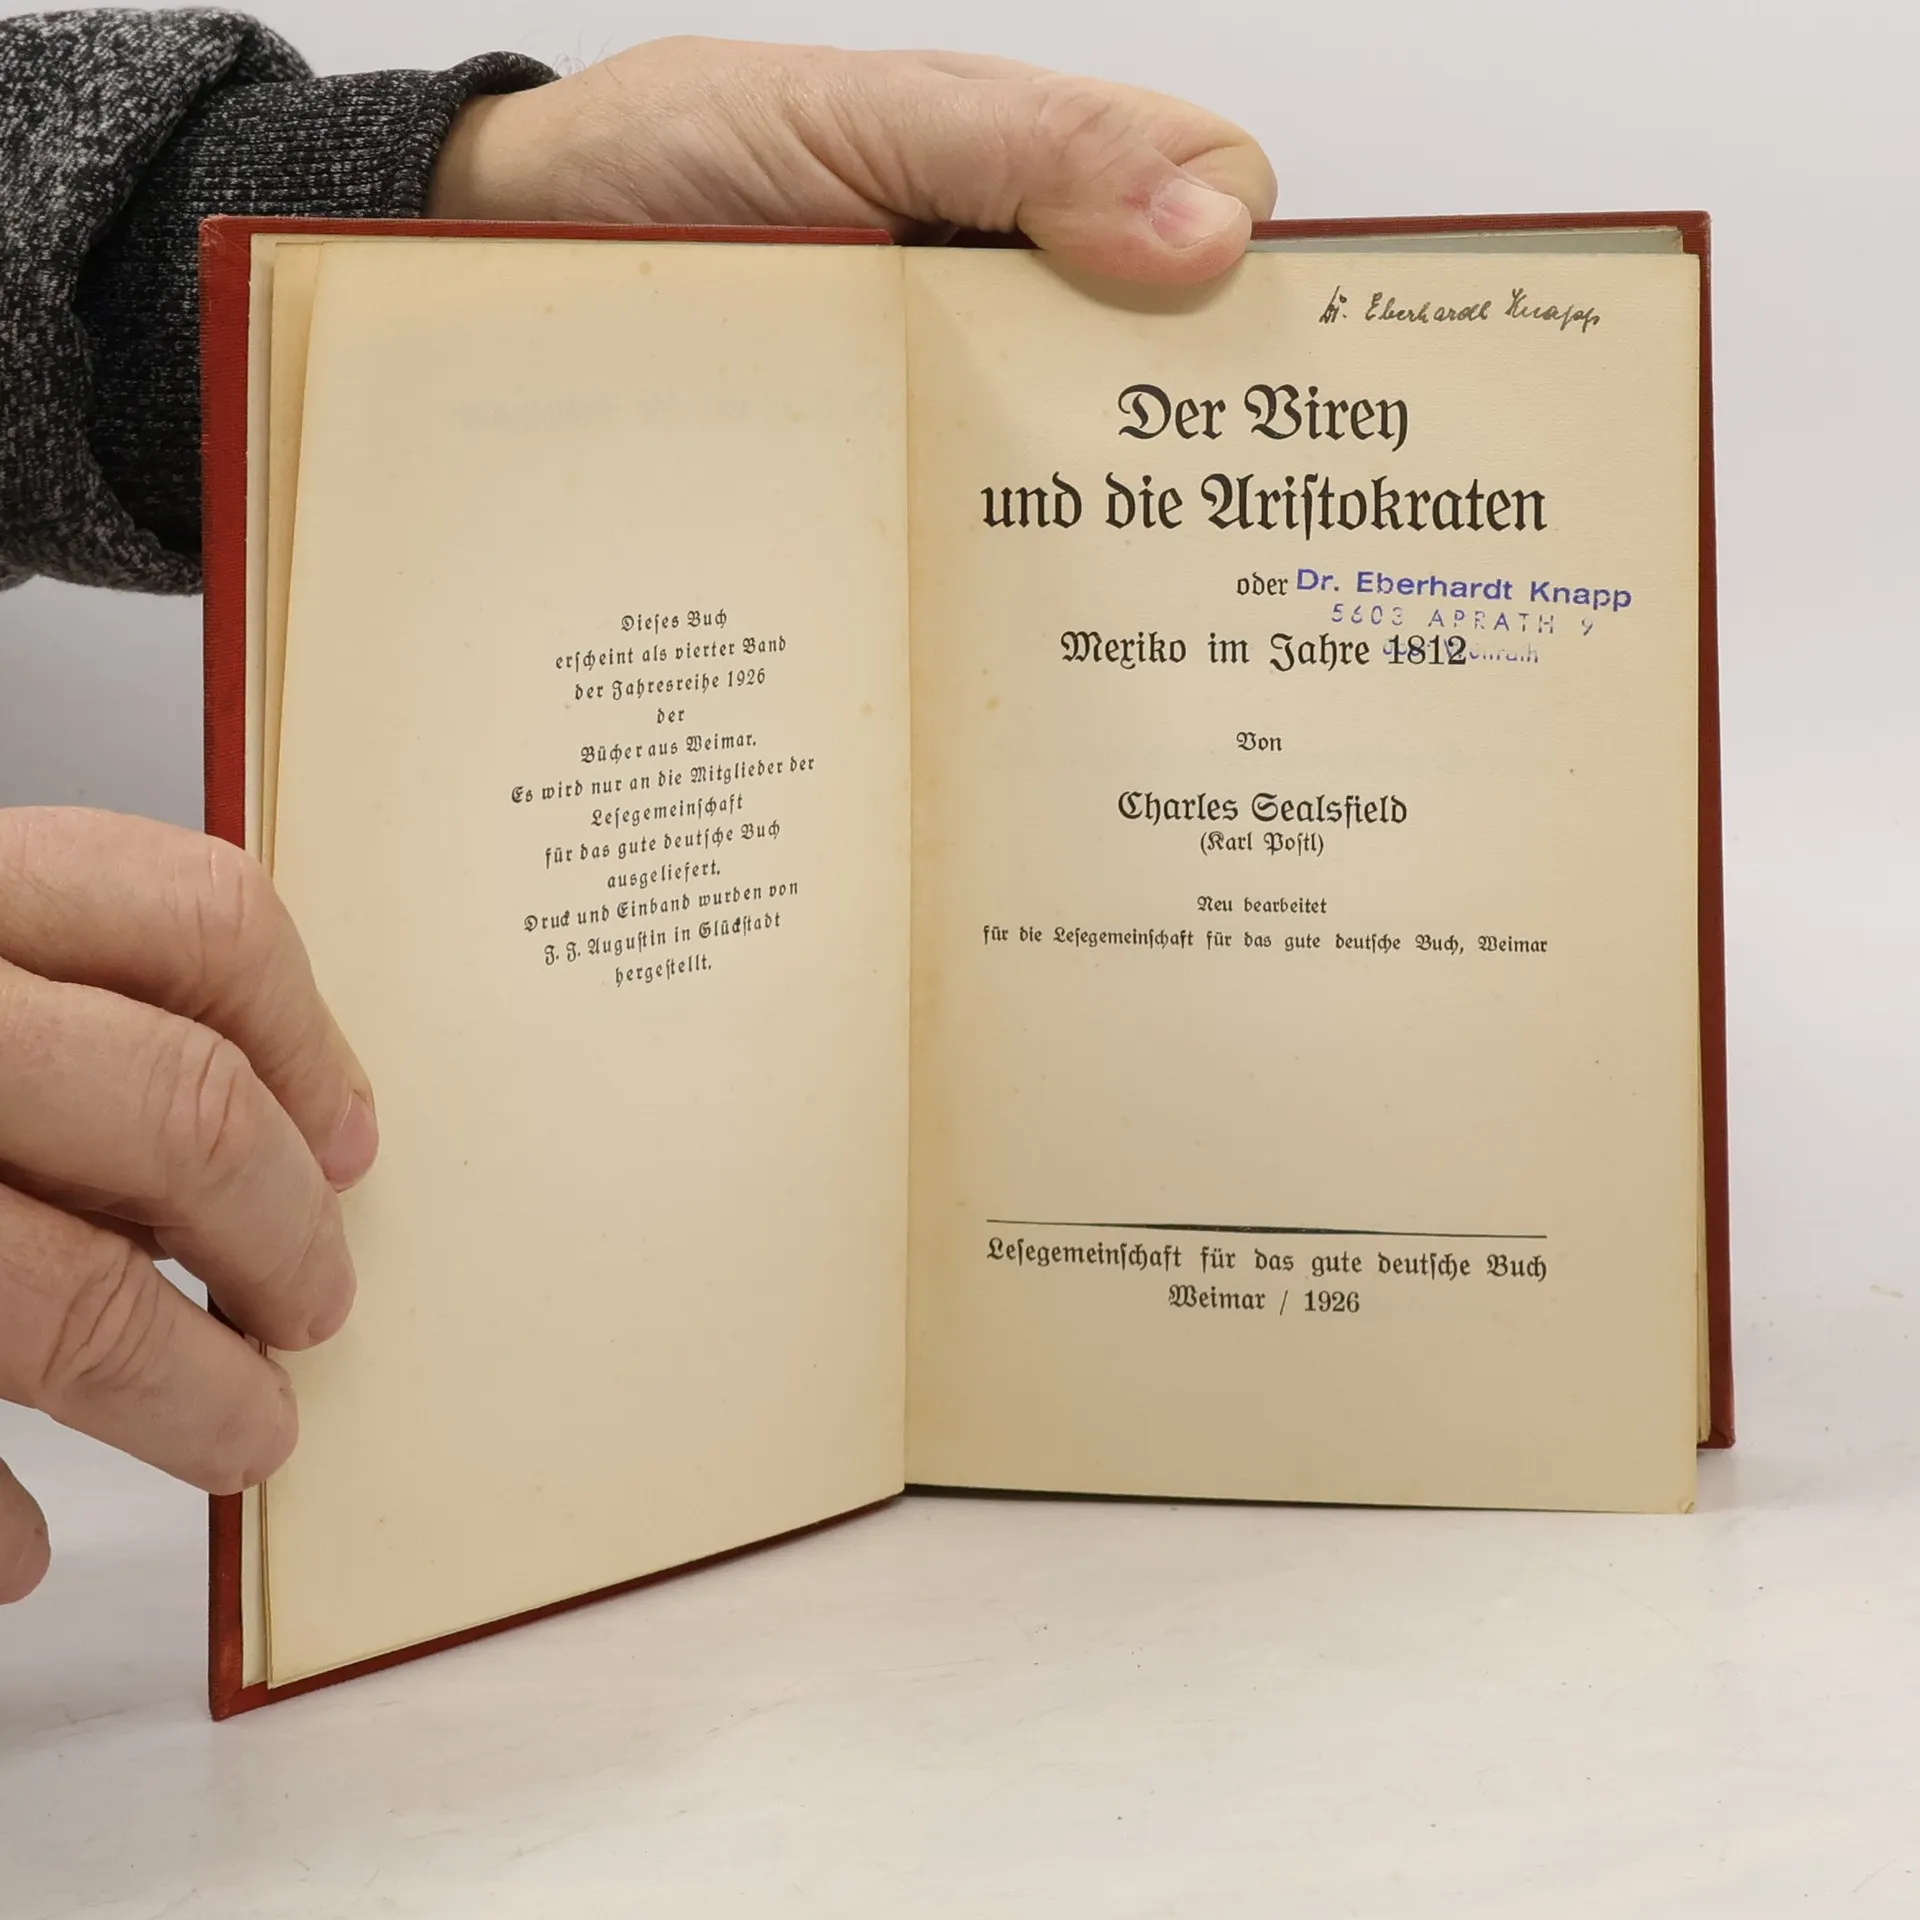 Dieses Buch
erscheint als vierter Band
der Jahresreihe 1926
der
Bücher aus Weimar.
Es wird nur an die Mitglieder der
Lesegemeinschaft
für das gute deutsche Buch
ausgeliefert.
Druck und Einband wurden von
J. J. Augustin in Glückstadt
hergestellt.
Dr. Eberhardt Knapp
Der Virey
und die Aristokraten
oder
Dr. Eberhardt Knapp
5603 APRATH 9
Mexiko im Jahre 1812
Von
Charles Sealsfield
(Karl Postl)
Neu bearbeitet
für die Lesegemeinschaft für das gute deutsche Buch, Weimar
Lesegemeinschaft für das gute deutsche Buch
Weimar / 1926